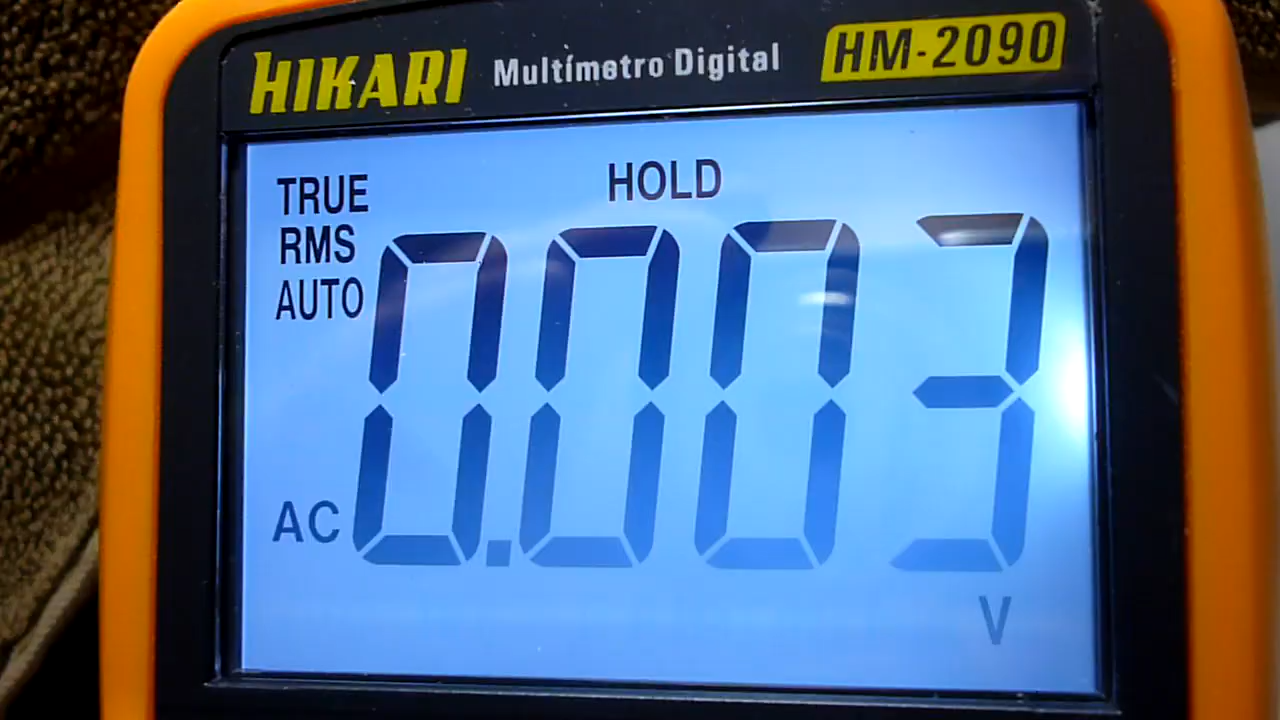 HIKARI Multímetro Digital HM-2090
TRUE HOLD
RMS
AUTO
0.003
AC
V